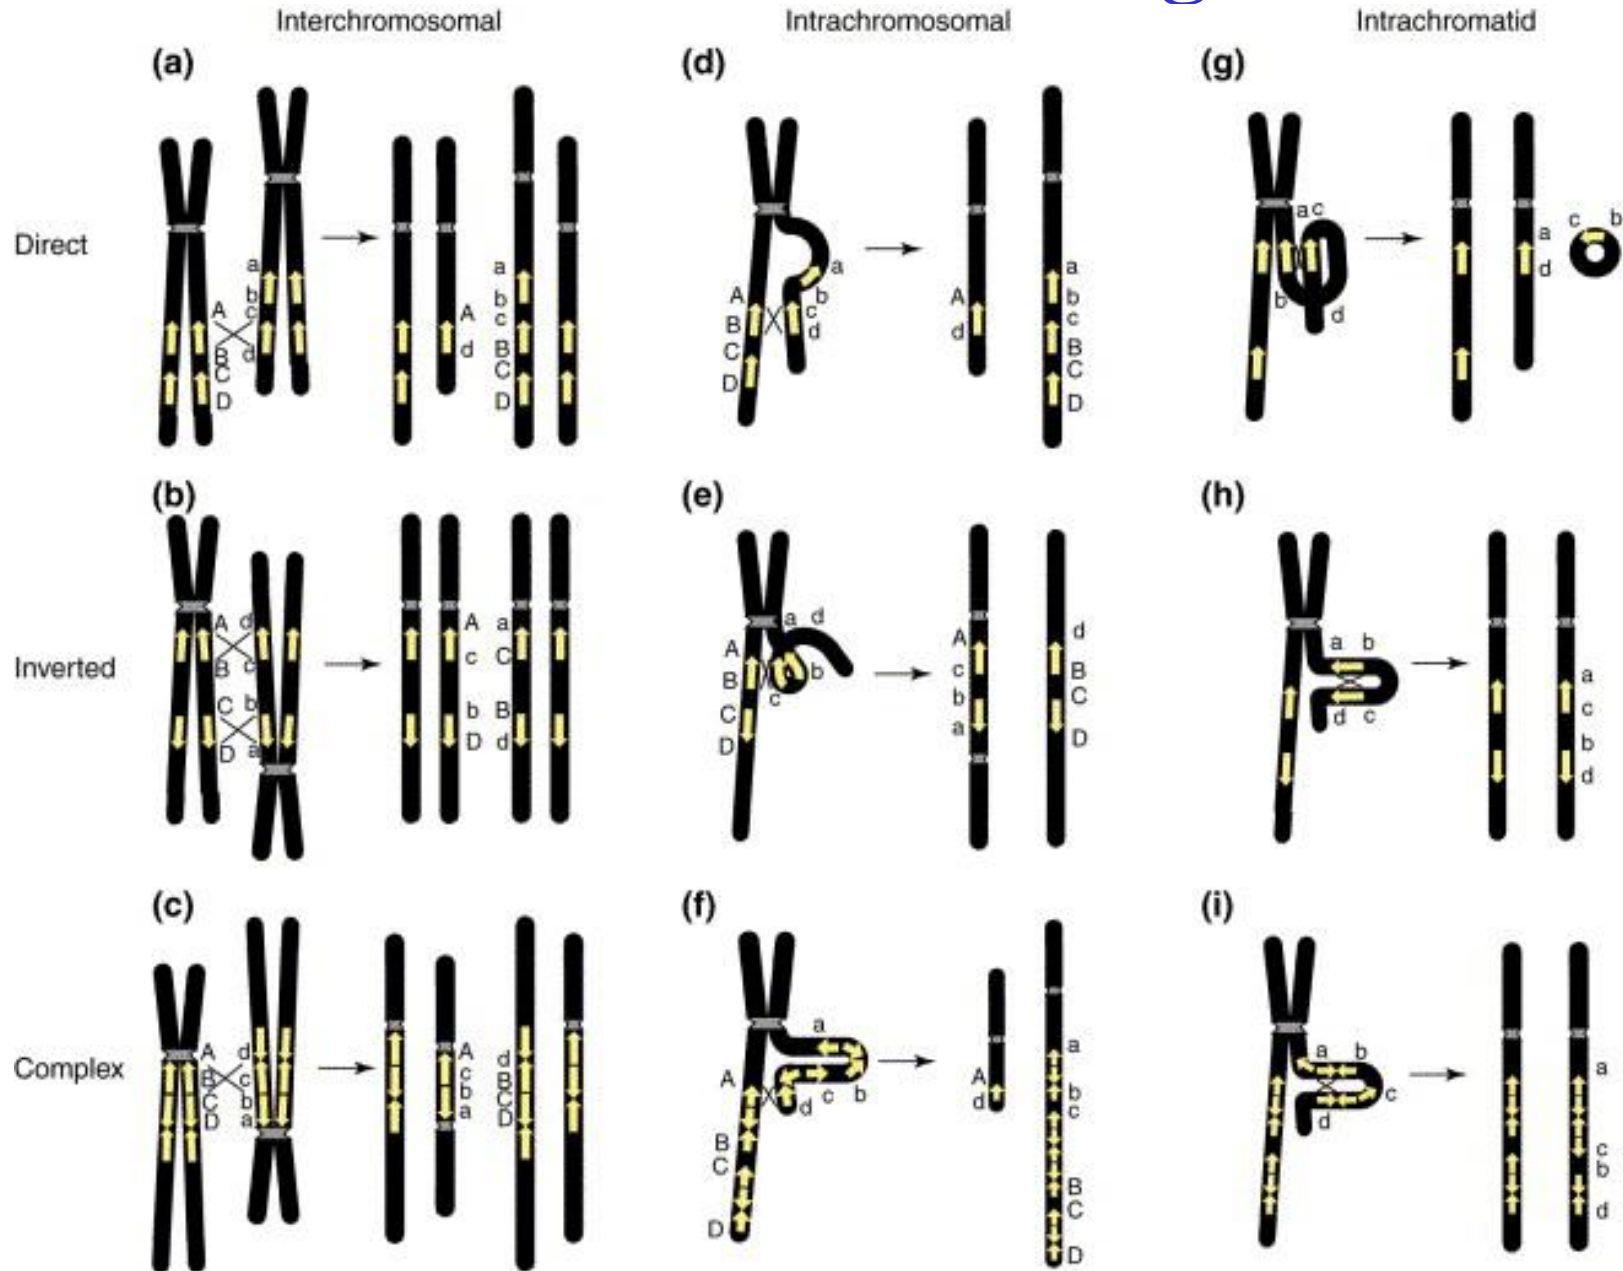 Interchromosomal
Intrachromosomal
Intrachromatid
Direct
(a)
A
B
C
D
a
b
c
d
A
d
a
b
c
B
C
D
(d)
A
B
C
D
a
b
c
d
A
d
a
b
c
B
C
D
(g)
a c
b
d
a
d
c b
Inverted
(b)
A d
B c
C b
D a
A a
c C
b B
D d
(e)
a d
A
B
C
D
b
c
A
c
b
a
d
B
C
D
(h)
a b
d c
a
c
b
d
Complex
(c)
A d
B c
C b
D a
A
c
b
a
d
B
C
D
(f)
a
A
d c b
B
C
D
A
d
a
b
c
B
C
D
(i)
a b
c
d
a
c
b
d